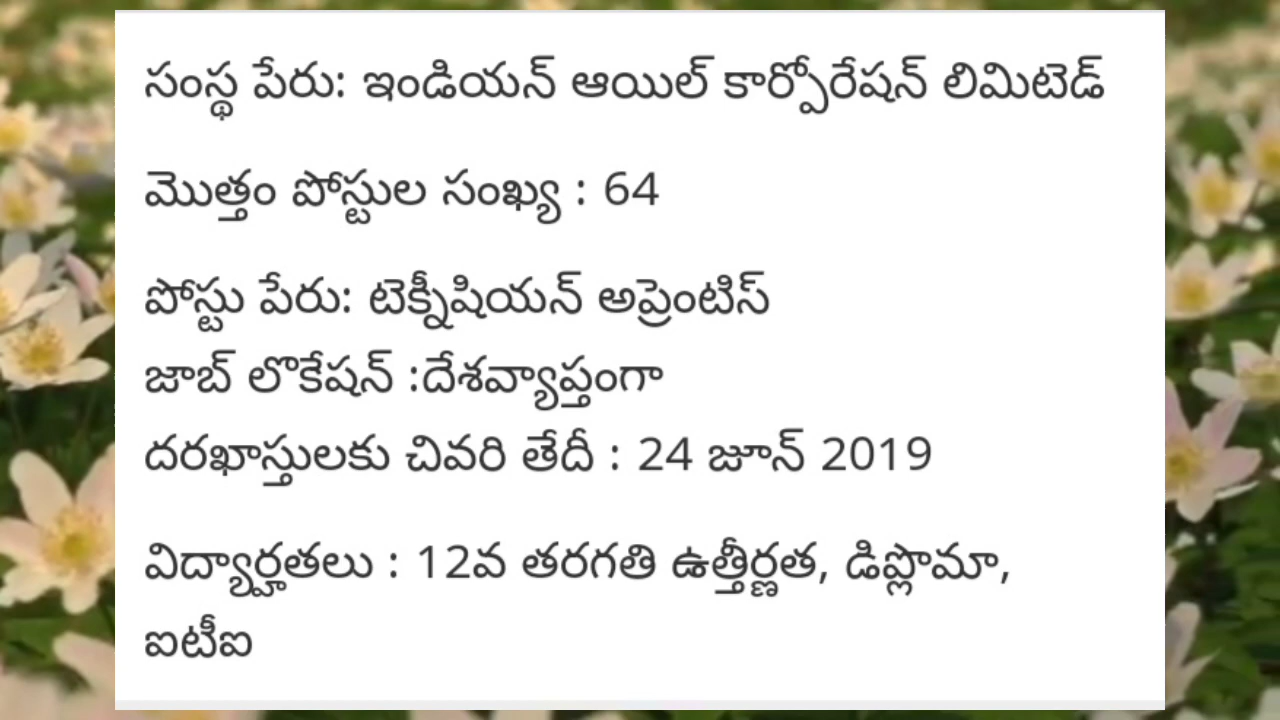 సంస్థ పేరు: ఇండియన్ ఆయిల్ కార్పోరేషన్ లిమిటెడ్
మొత్తం పోస్టుల సంఖ్య : 64
పోస్టు పేరు: టెక్నీషియన్ అప్రెంటిస్
జాబ్ లొకేషన్ :దేశవ్యాప్తంగా
దరఖాస్తులకు చివరి తేదీ : 24 జూన్ 2019
విద్యార్హతలు : 12వ తరగతి ఉత్తీర్ణత, డిప్లొమా,
ఐటీఐ